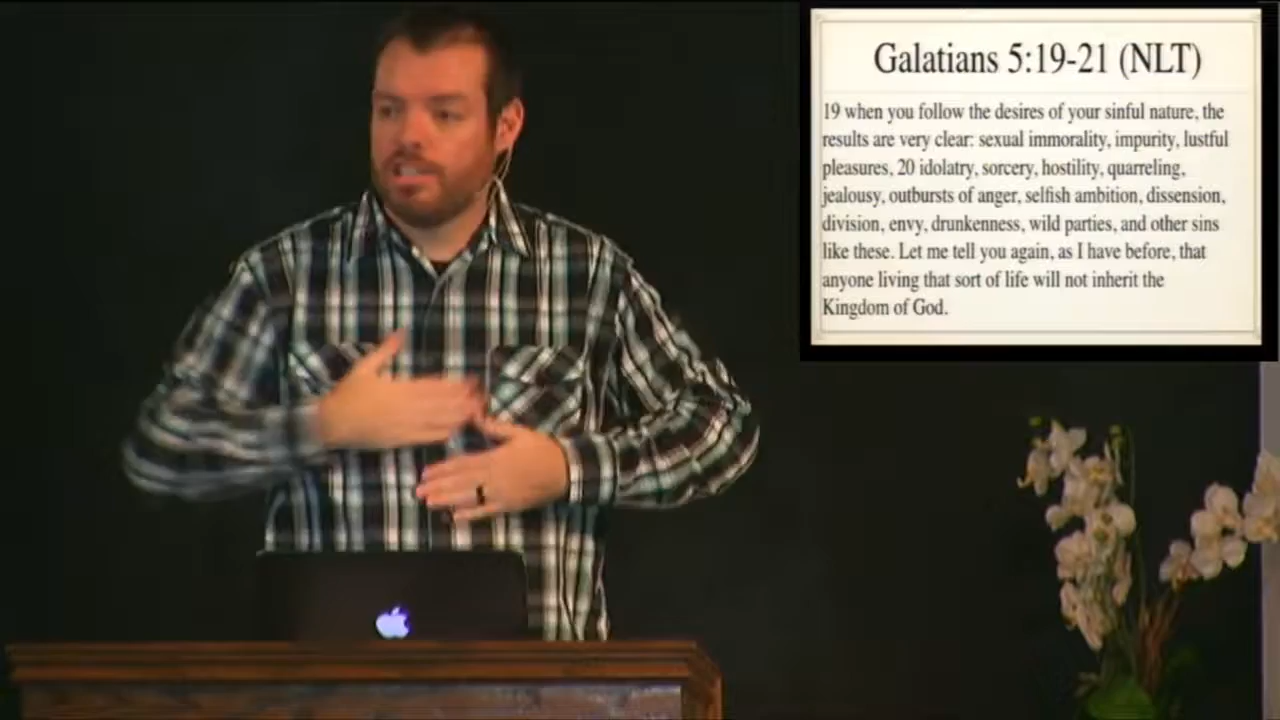 Galatians 5:19-21 (NLT)
19 when you follow the desires of your sinful nature, the
results are very clear: sexual immorality, impurity, lustful
pleasures, 20 idolatry, sorcery, hostility, quarreling,
jealousy, outbursts of anger, selfish ambition, dissension,
division, envy, drunkenness, wild parties, and other sins
like these. Let me tell you again, as I have before, that
anyone living that sort of life will not inherit the
Kingdom of God.